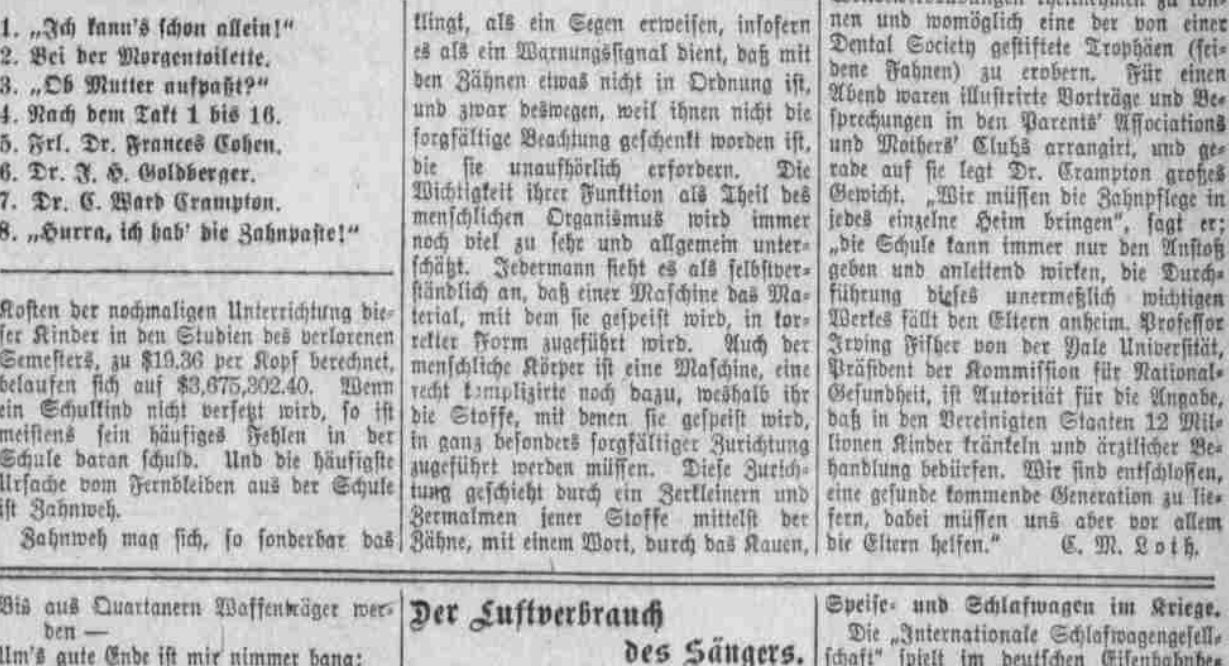 1. „Ich kann's schon allein!"
2. Bei der Morgentoilette.
3. „Ob Mutter aufpaßt?"
4. Nach dem Takt 1 bis 16.
5. Frl. Dr. Frances Cohen.
6. Dr. J. H. Goldberger.
7. Dr. C. Ward Crampton.
8. „Hurra, ich hab' die Zahnpaste!"
Kosten der nochmaligen Unterrichtung die-
ser Kinder in den Studien des verlorenen
Semesters, zu $19.36 per Kopf berechnet,
belaufen sich auf $3,675,302.40. Wenn
ein Schulkind nicht versetzt wird, so ist
meistens sein häufiges Fehlen in der
Schule daran schuld. Und die häufigste
Ursache vom Fernbleiben aus der Schule
ist Zahnweh.
Zahnweh mag sich, so sonderbar das
klingt, als ein Segen erweisen, insofern
es als ein Warnungssignal dient, daß mit
den Zähnen etwas nicht in Ordnung ist,
und zwar deswegen, weil ihnen nicht die
sorgfältige Beachtung geschenkt worden ist,
die sie unaufhörlich erfordern. Die
Wichtigkeit ihrer Funktion als Theil des
menschlichen Organismus wird immer
noch viel zu sehr und allgemein unter-
schätzt. Jedermann sieht es als selbstver-
ständlich an, daß einer Maschine das Ma-
terial, mit dem sie gespeist wird, in kor-
rekter Form zugeführt wird. Auch der
menschliche Körper ist eine Maschine, eine
recht komplizirte noch dazu, weshalb ihr
die Stoffe, mit denen sie gespeist wird,
in ganz besonders sorgfältiger Zurichtung
zugeführt werden müssen. Diese Zurich-
tung geschieht durch ein Zerkleinern und
Zermalmen jener Stoffe mittelst der
Zähne, mit einem Wort, durch das Kauen,
theilnehmen zu kön-
nen und womöglich eine der von einer
Dental Society gestiftete Trophäen (sei-
dene Fahnen) zu erobern. Für einen
Abend waren illustrirte Vorträge und Be-
sprechungen in den Parents' Associations
und Mothers' Clubs arrangirt, und ge-
rade auf sie legt Dr. Crampton großes
Gewicht. „Wir müssen die Zahnpflege in
jedes einzelne Heim bringen", sagt er;
„die Schule kann immer nur den Anstoß
geben und anleitend wirken, die Durch-
führung dieses unermeßlich wichtigen
Werkes fällt den Eltern anheim. Professor
Irving Fisher von der Yale Universität,
Präsident der Kommission für National-
Gesundheit, ist Autorität für die Angabe,
daß in den Vereinigten Staaten 12 Mil-
lionen Kinder kränkeln und ärztlicher Be-
handlung bedürfen. Wir sind entschlossen,
eine gesunde kommende Generation zu lie-
fern, dabei müssen uns aber vor allem
die Eltern helfen." C. M. Loth.
Bis aus Quartanern Waffenträger wer-
den —
Um's gute Ende ist mir nimmer bang:
Der Luftverbrauch
des Sängers.
Speise- und Schlafwagen im Kriege.
Die „Internationale Schlafwagengesell-
schaft" spielt im deutschen Eisenbahnbe-